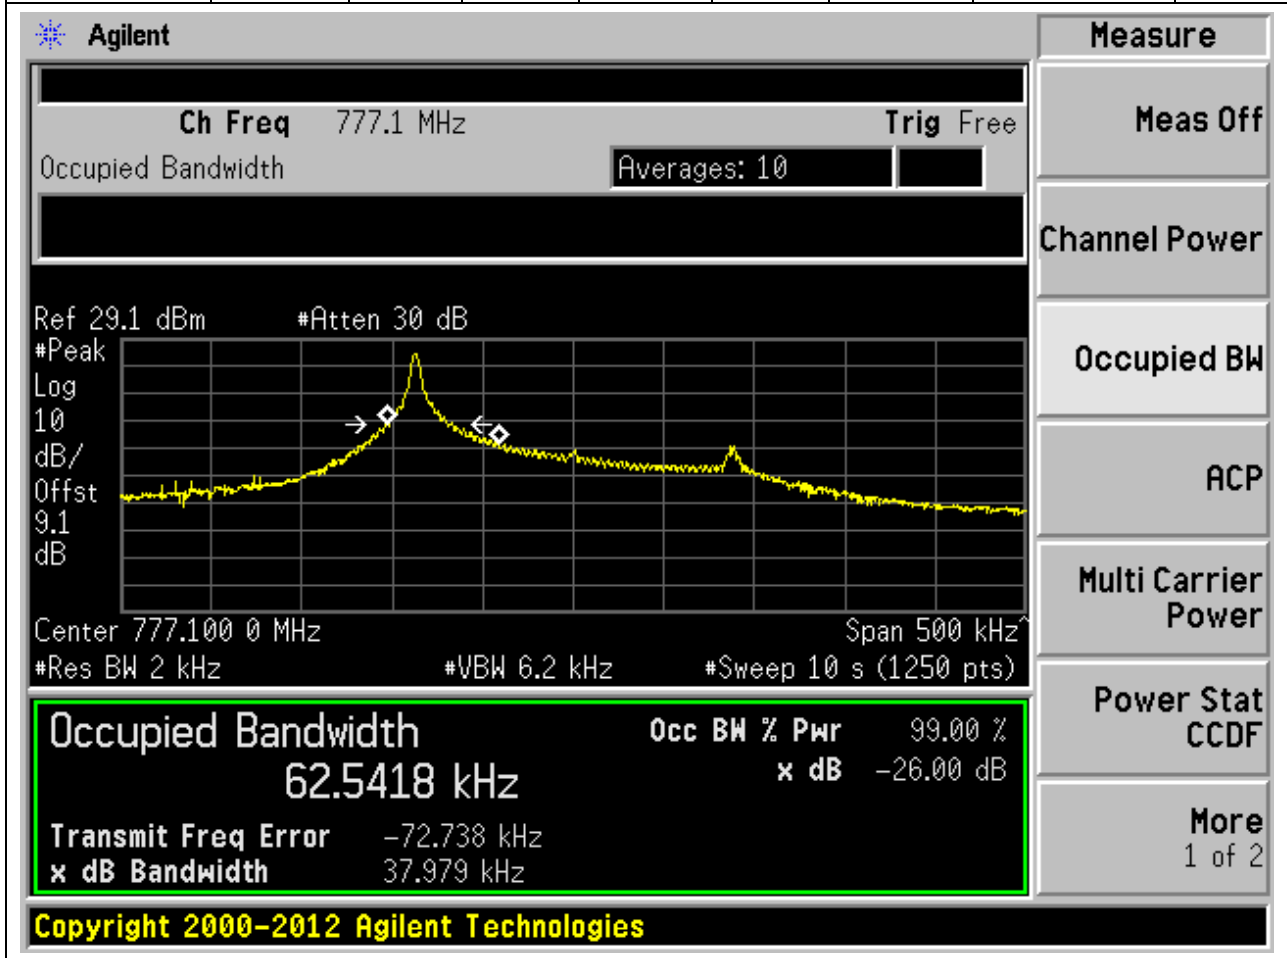 Agilent
Measure
Ch Freq 777.1 MHz Trig Free
Occupied Bandwidth Averages: 10
Meas Off
Channel Power
Occupied BW
ACP
Multi Carrier
Power
Power Stat
CCDF
More
1 of 2
Ref 29.1 dBm #Atten 30 dB
#Peak
Log
10
dB/
Offst
9.1
dB
Center 777.100 0 MHz Span 500 kHz^
#Res BW 2 kHz #VBW 6.2 kHz #Sweep 10 s (1250 pts)
Occupied Bandwidth Occ BW % Pwr 99.00 %
62.5418 kHz x dB -26.00 dB
Transmit Freq Error -72.738 kHz
x dB Bandwidth 37.979 kHz
Copyright 2000-2012 Agilent Technologies